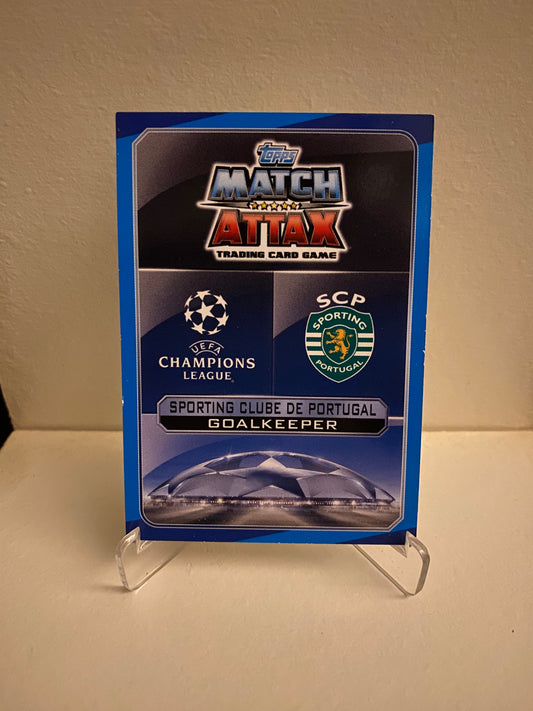 Topps
MATCH
ATTAX
TRADING CARD GAME
UEFA
CHAMPIONS
LEAGUE
SCP
SPORTING
PORTUGAL
SPORTING CLUBE DE PORTUGAL
GOALKEEPER